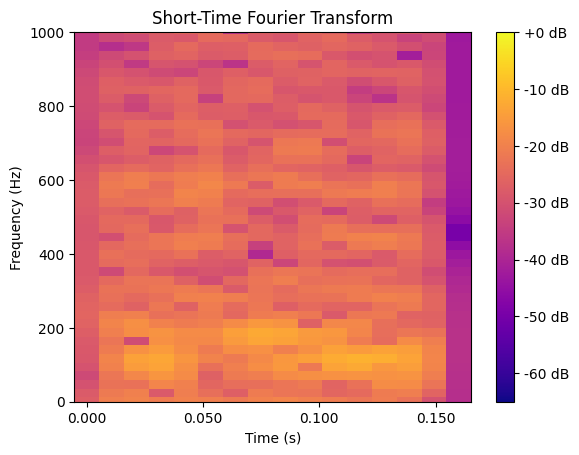 Short-Time Fourier Transform
1000
800
600
400
200
0
Frequency (Hz)
0.000
0.050
0.100
0.150
Time (s)
+0 dB
-10 dB
-20 dB
-30 dB
-40 dB
-50 dB
-60 dB